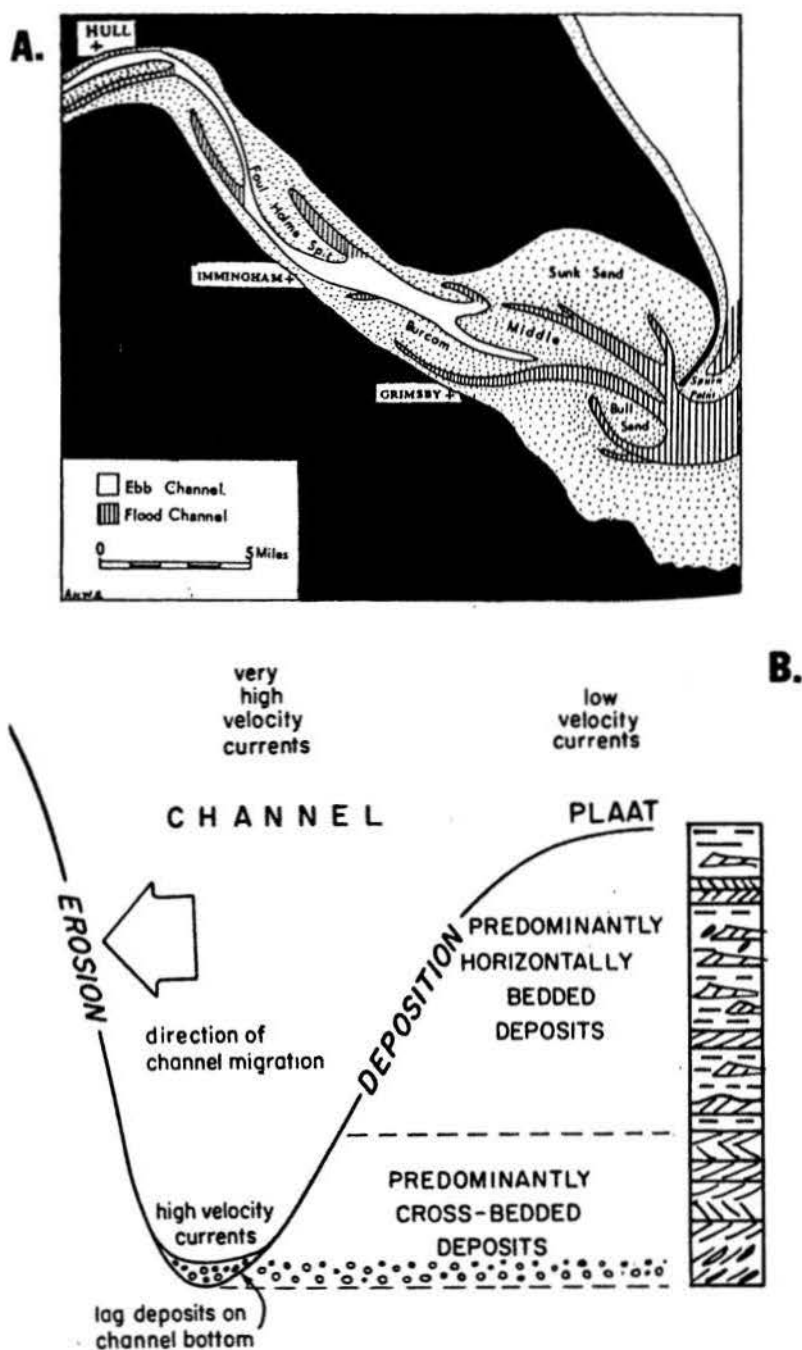 A.
HULL
Foul Holme Spit
IMMINGHAM
Sunk Sand
Middle
Burcom
GRIMSBY
Bull
Sand
Spurn
Point
Ebb Channel.
Flood Channel
0 5 Miles
B.
very
high
velocity
currents
low
velocity
currents
CHANNEL
PLAAT
EROSION
DEPOSITION
PREDOMINANTLY
HORIZONTALLY
BEDDED
DEPOSITS
direction of
channel migration
PREDOMINANTLY
CROSS-BEDDED
DEPOSITS
high velocity
currents
lag deposits on
channel bottom